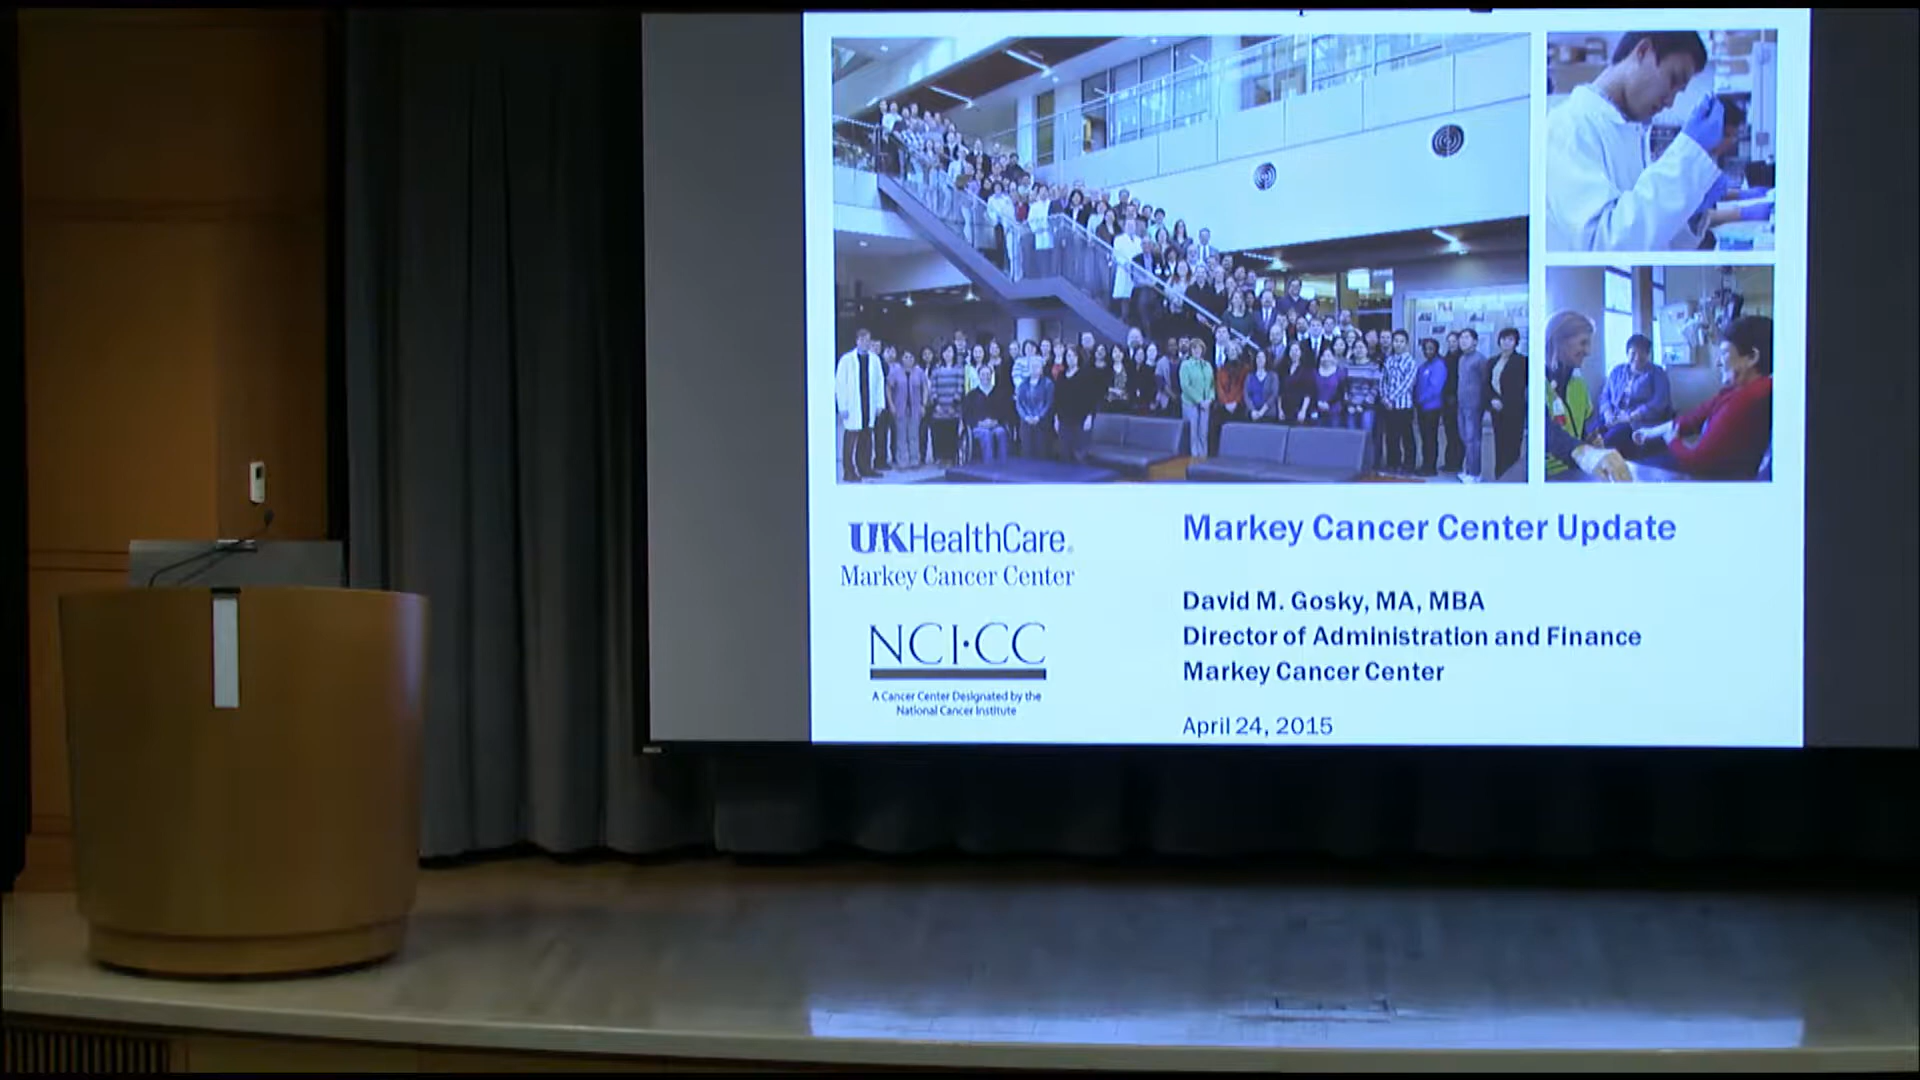 UKHealthCare®
Markey Cancer Center
NCI·CC
A Cancer Center Designated by the
National Cancer Institute
Markey Cancer Center Update
David M. Gosky, MA, MBA
Director of Administration and Finance
Markey Cancer Center
April 24, 2015